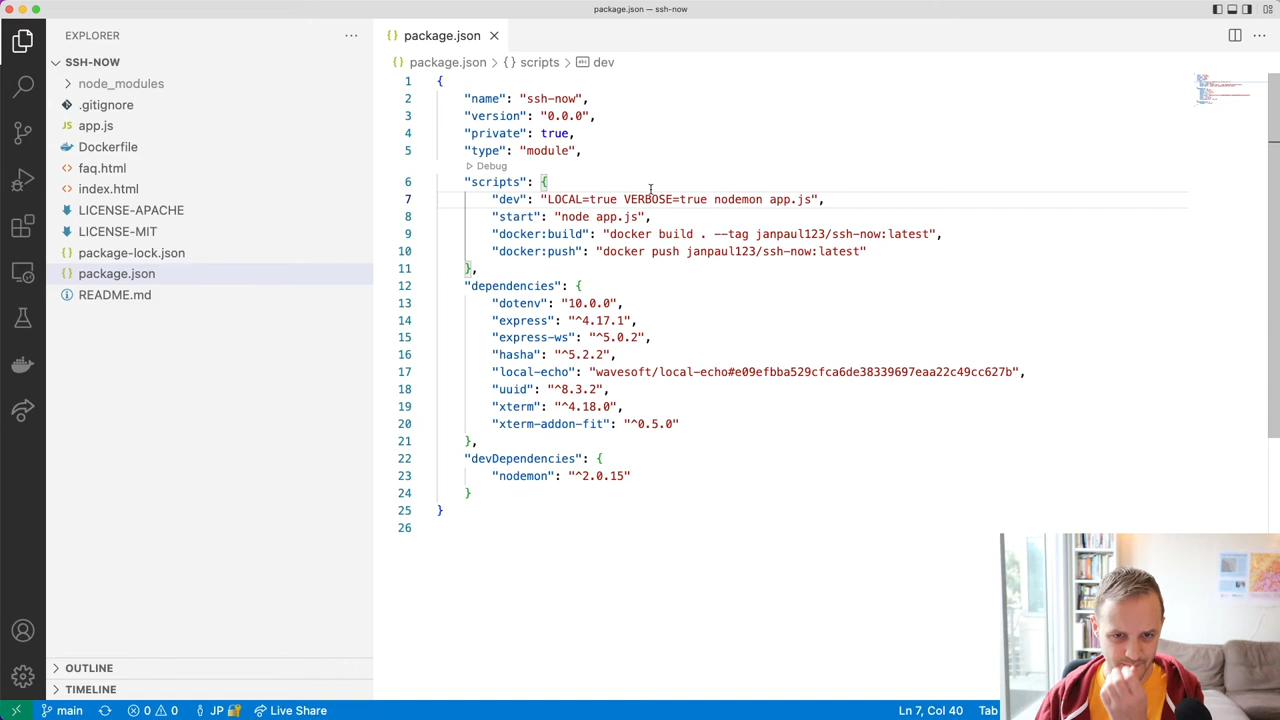 package.json — ssh-now
EXPLORER
SSH-NOW
node_modules
.gitignore
JS app.js
Dockerfile
<> faq.html
<> index.html
LICENSE-APACHE
LICENSE-MIT
{} package-lock.json
{} package.json
README.md
OUTLINE
TIMELINE
{} package.json
{} package.json > {} scripts > abc dev
1 {
2 "name": "ssh-now",
3 "version": "0.0.0",
4 "private": true,
5 "type": "module",
Debug
6 "scripts": {
7 "dev": "LOCAL=true VERBOSE=true nodemon app.js",
8 "start": "node app.js",
9 "docker:build": "docker build . --tag janpaul123/ssh-now:latest",
10 "docker:push": "docker push janpaul123/ssh-now:latest"
11 },
12 "dependencies": {
13 "dotenv": "10.0.0",
14 "express": "^4.17.1",
15 "express-ws": "^5.0.2",
16 "hasha": "^5.2.2",
17 "local-echo": "wavesoft/local-echo#e09efbba529cfca6de38339697eaa22c49cc627b",
18 "uuid": "^8.3.2",
19 "xterm": "^4.18.0",
20 "xterm-addon-fit": "^0.5.0"
21 },
22 "devDependencies": {
23 "nodemon": "^2.0.15"
24 }
25 }
26
main 0 0 JP Live Share Ln 7, Col 40 Tab